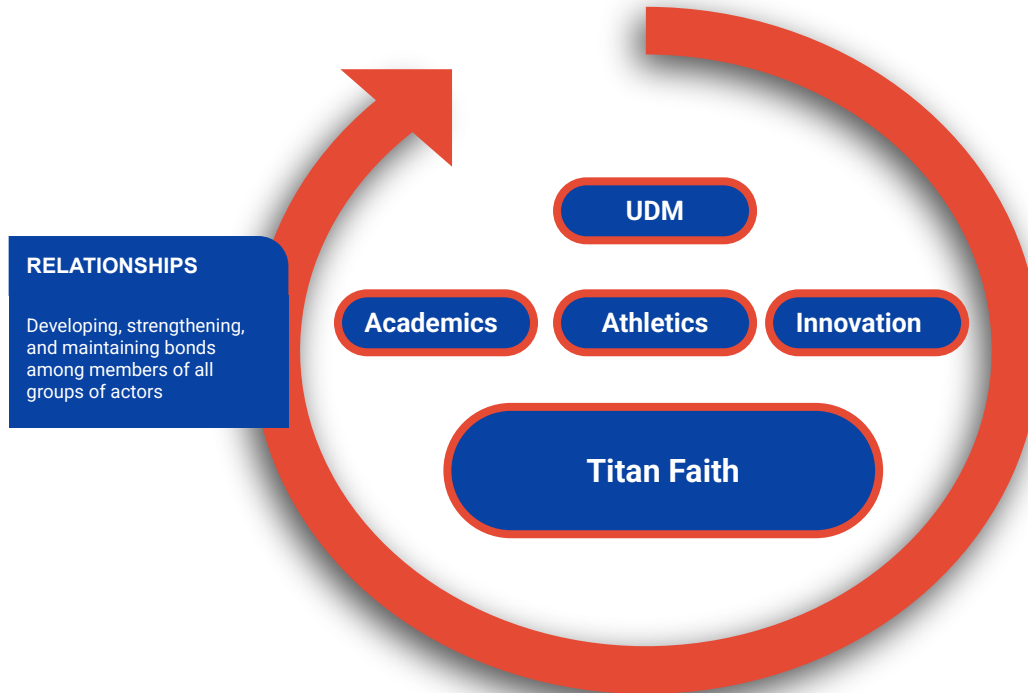 UDM
RELATIONSHIPS
Developing, strengthening,
and maintaining bonds
among members of all
groups of actors
Academics
Athletics
Innovation
Titan Faith